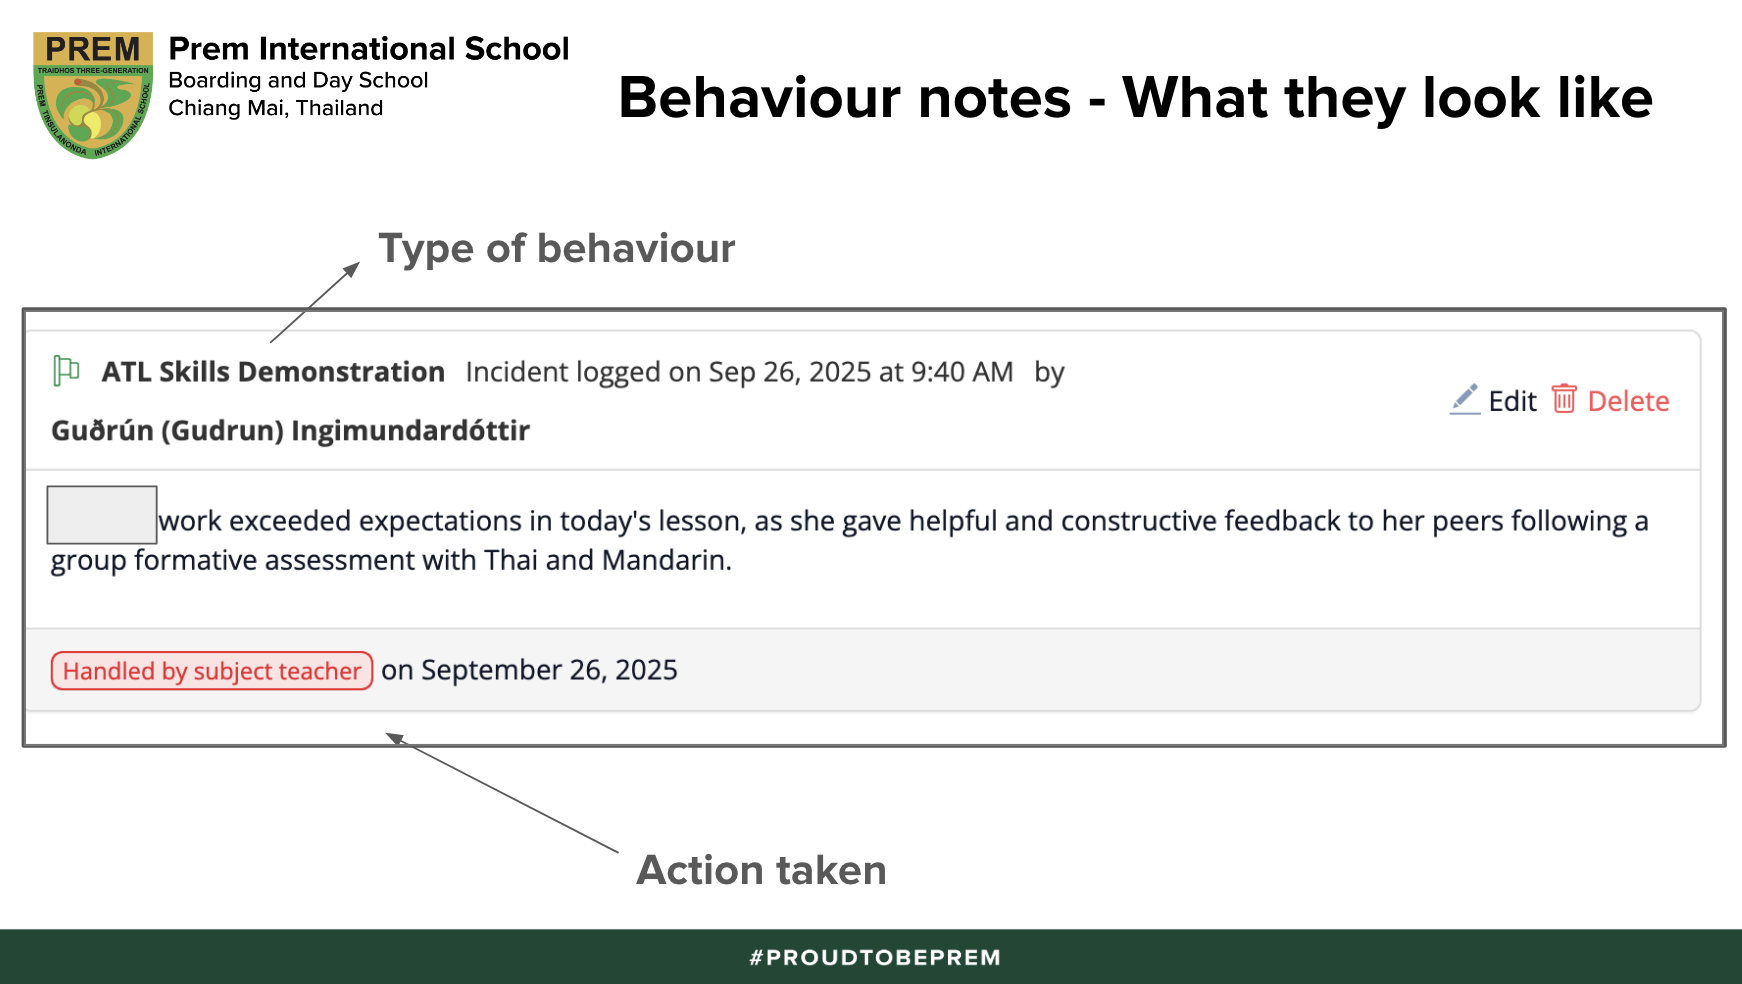 PREM
TRAIDHOS THREE-GENERATION
PREM TINSULANONDA INTERNATIONAL SCHOOL
Prem International School
Boarding and Day School
Chiang Mai, Thailand
Behaviour notes - What they look like
Type of behaviour
ATL Skills Demonstration Incident logged on Sep 26, 2025 at 9:40 AM by
Guðrún (Gudrun) Ingimundardóttir
Edit Delete
work exceeded expectations in today's lesson, as she gave helpful and constructive feedback to her peers following a
group formative assessment with Thai and Mandarin.
Handled by subject teacher on September 26, 2025
Action taken
#PROUDTOBEPREM